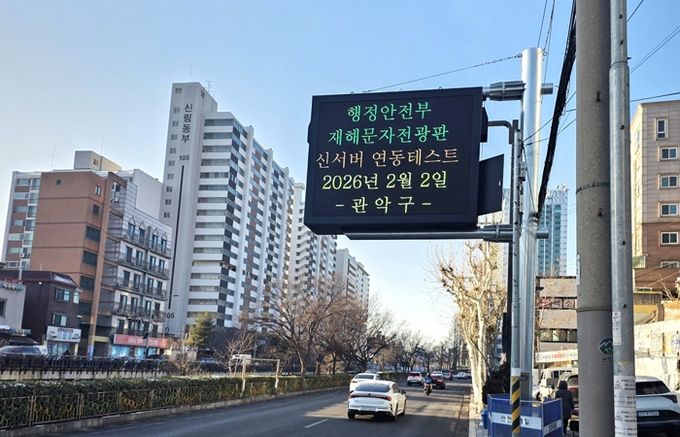 행정안전부
재해문자전광판
신서버 연동테스트
2026년 2월 2일
- 관악구 -
신림동부
105
105